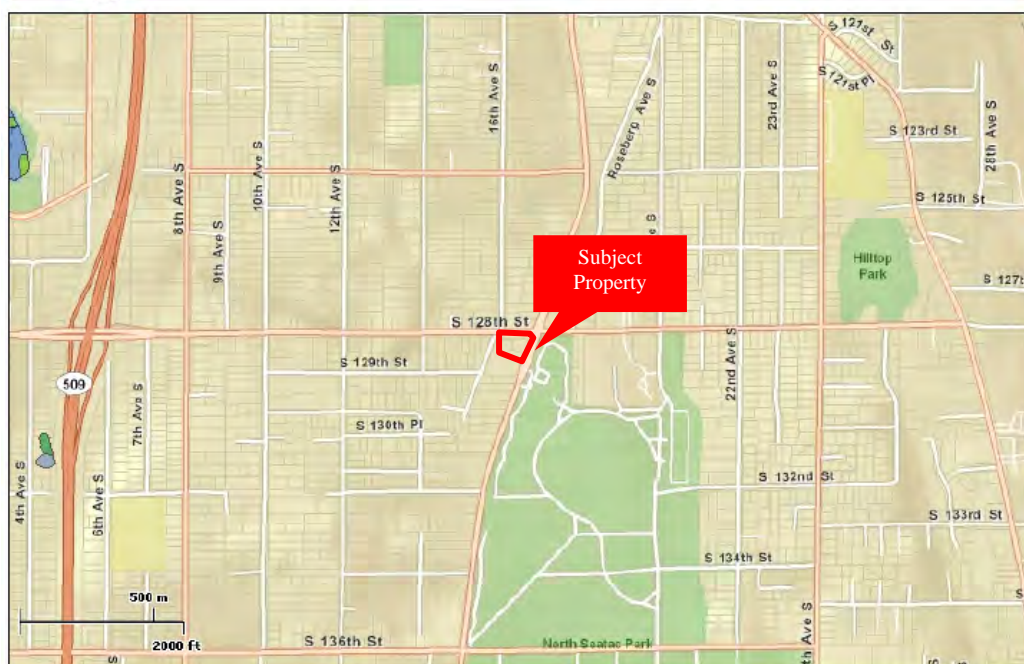 S 121st St
S 121st Pl
16th Ave S
23rd Ave S
Roseberg Ave S
S 123rd St
28th Ave S
8th Ave S
10th Ave S
12th Ave S
9th Ave S
S 125th St
e S
Subject
Property
Hilltop
Park
S 127t
S 128th St
22nd Ave S
S 129th St
509
7th Ave S
S 130th Pl
4th Ave S
6th Ave S
S 132nd St
S 133rd St
S 134th St
500 m
2000 ft
S 136th St
North Seatac Park
th Ave S
S